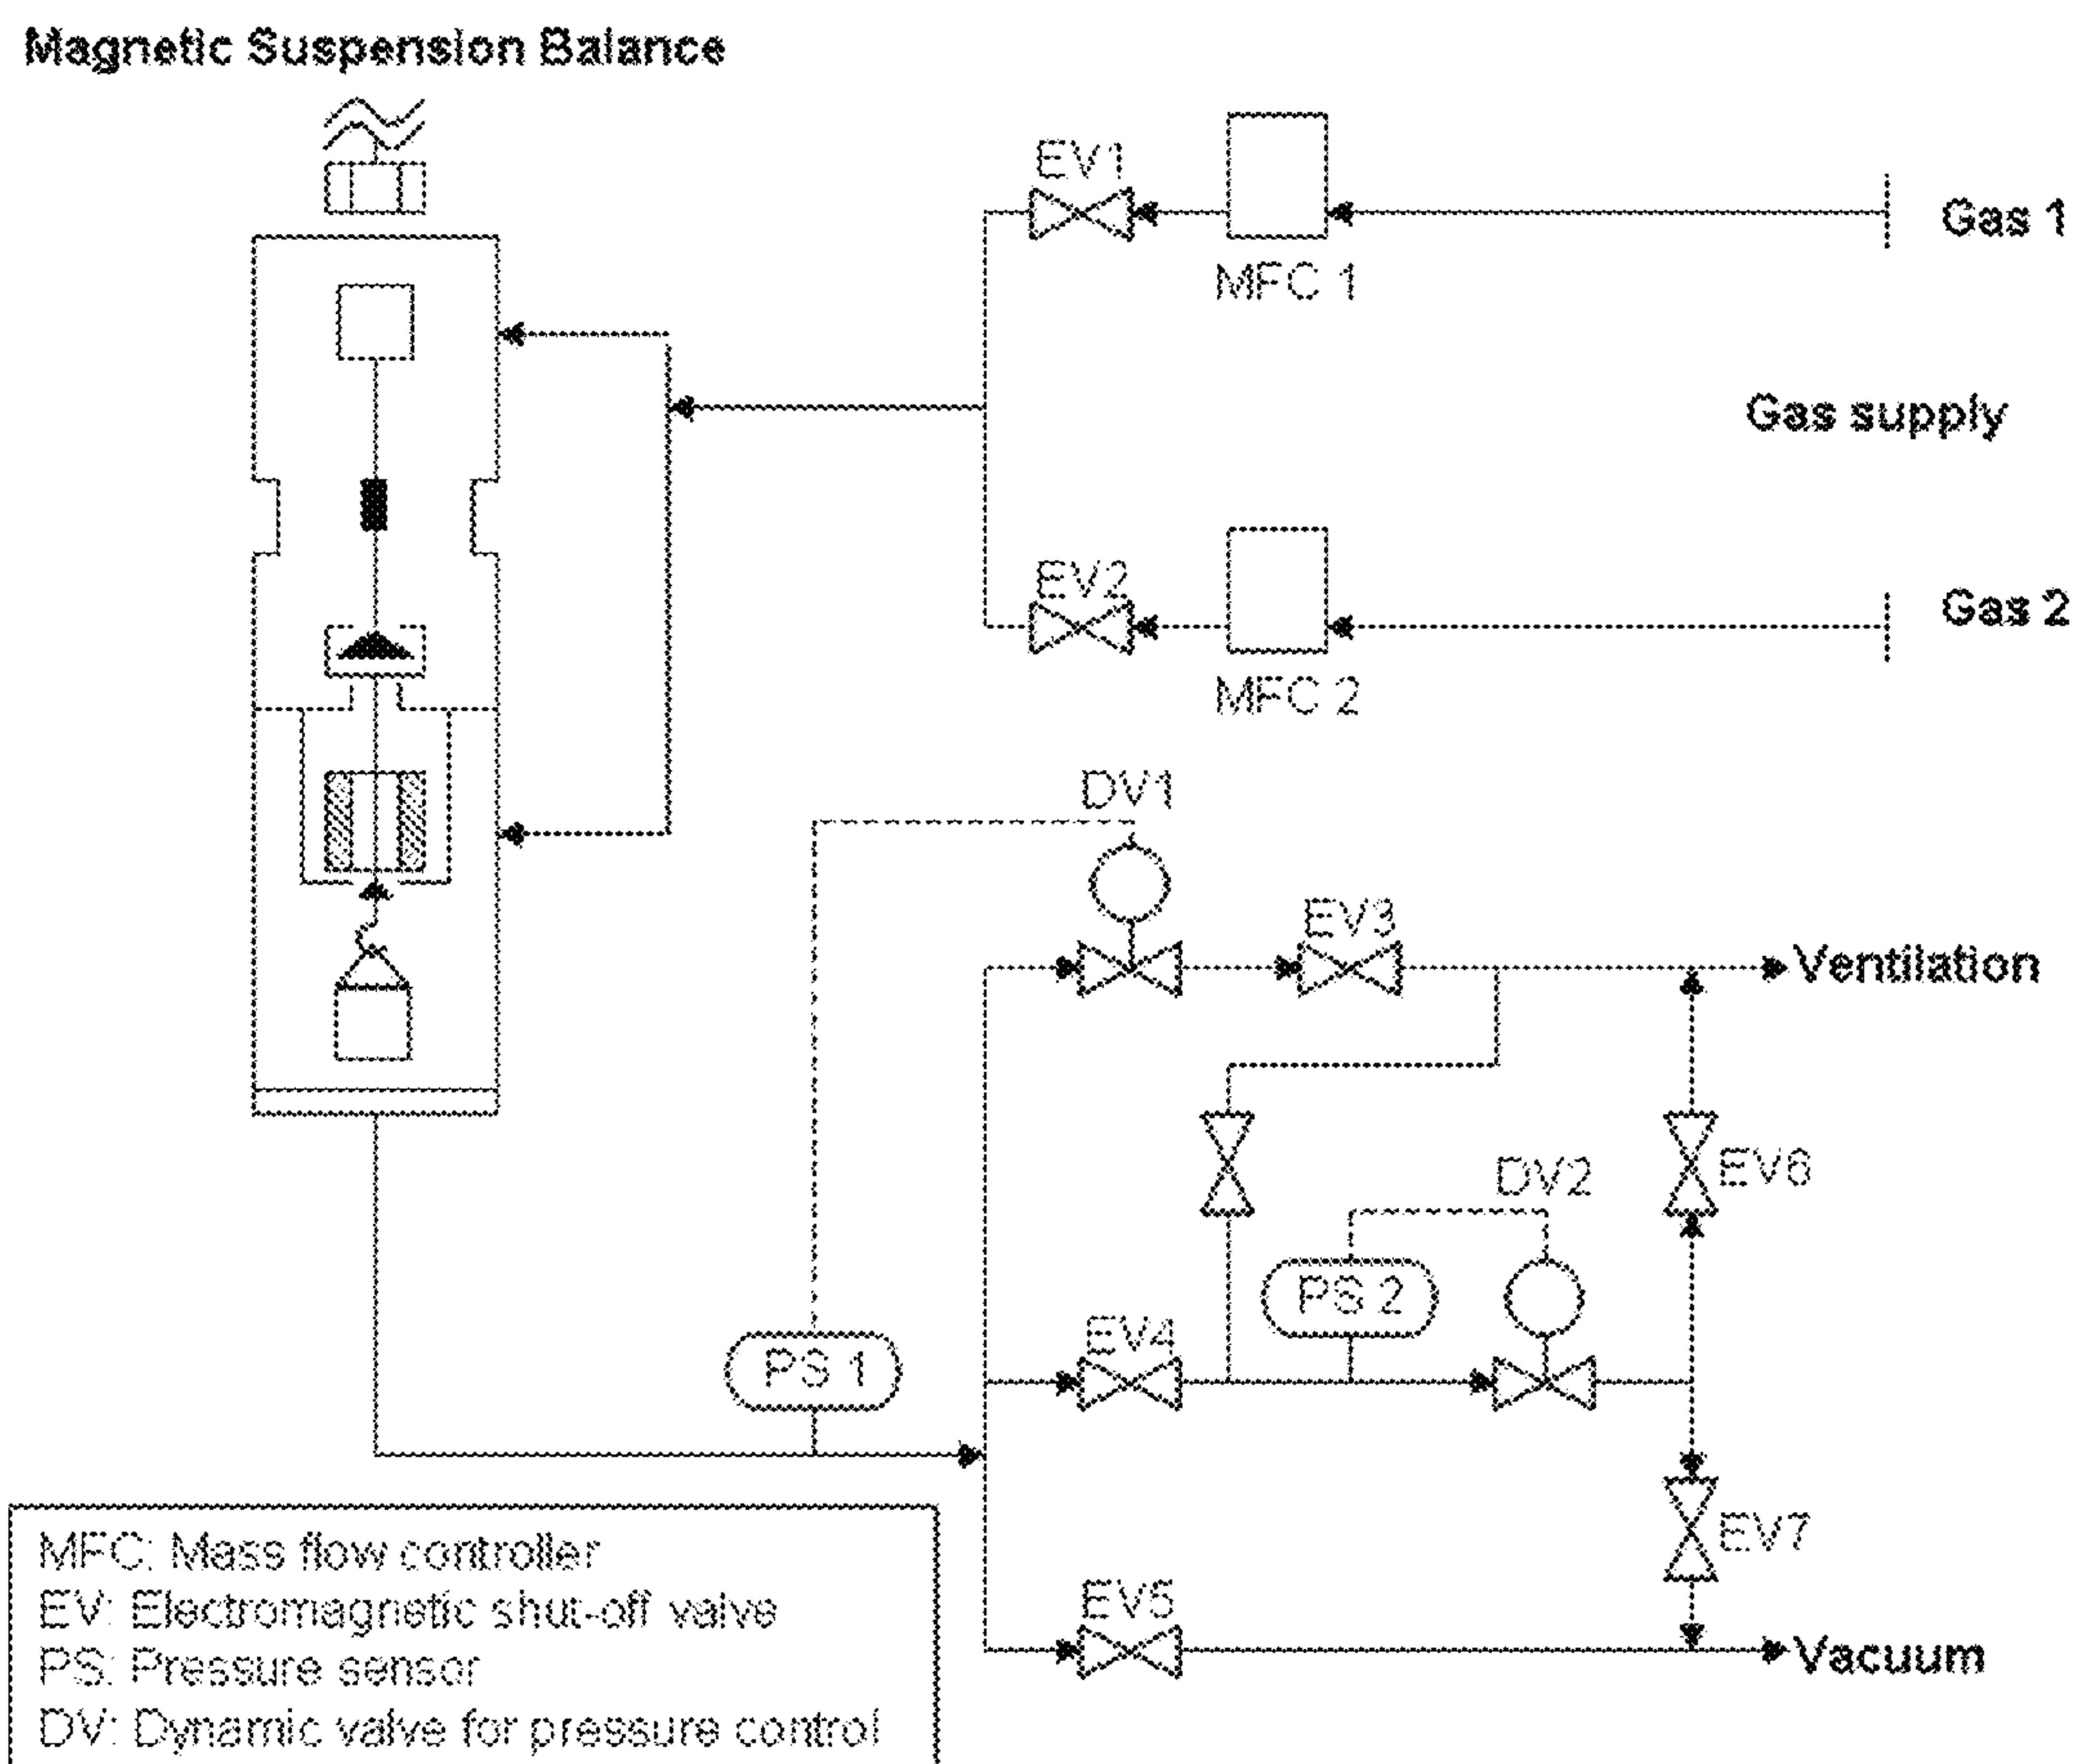 Magnetic Suspension Balance
EV1
Gas 1
MFC 1
Gas supply
EV2
Gas 2
MFC 2
DV1
EV3
Ventilation
DV2
EV6
PS 2
EV4
PS 1
EV7
EV5
Vacuum
MFC: Mass flow controller
EV: Electromagnetic shut-off valve
PS: Pressure sensor
DV: Dynamic valve for pressure control